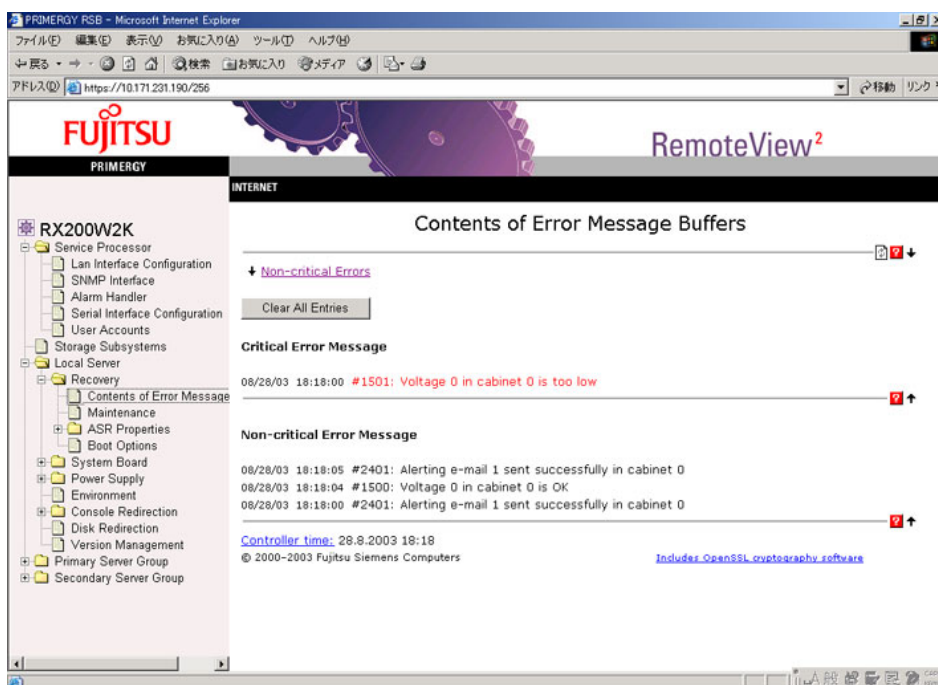 PRIMERGY RSB - Microsoft Internet Explorer
ファイル(F) 編集(E) 表示(V) お気に入り(A) ツール(T) ヘルプ(H)
戻る 検索 お気に入り メディア
アドレス(D) https://10.171.231.190/256 移動 リンク
FUJITSU
PRIMERGY
RemoteView2
INTERNET
RX200W2K
Service Processor
Lan Interface Configuration
SNMP Interface
Alarm Handler
Serial Interface Configuration
User Accounts
Storage Subsystems
Local Server
Recovery
Contents of Error Message
Maintenance
ASR Properties
Boot Options
System Board
Power Supply
Environment
Console Redirection
Disk Redirection
Version Management
Primary Server Group
Secondary Server Group
Contents of Error Message Buffers
Non-critical Errors
Clear All Entries
Critical Error Message
08/28/03 18:18:00 #1501: Voltage 0 in cabinet 0 is too low
Non-critical Error Message
08/28/03 18:18:05 #2401: Alerting e-mail 1 sent successfully in cabinet 0
08/28/03 18:18:04 #1500: Voltage 0 in cabinet 0 is OK
08/28/03 18:18:00 #2401: Alerting e-mail 1 sent successfully in cabinet 0
Controller time: 28.8.2003 18:18
© 2000-2003 Fujitsu Siemens Computers
Includes OpenSSL cryptography software
A 般